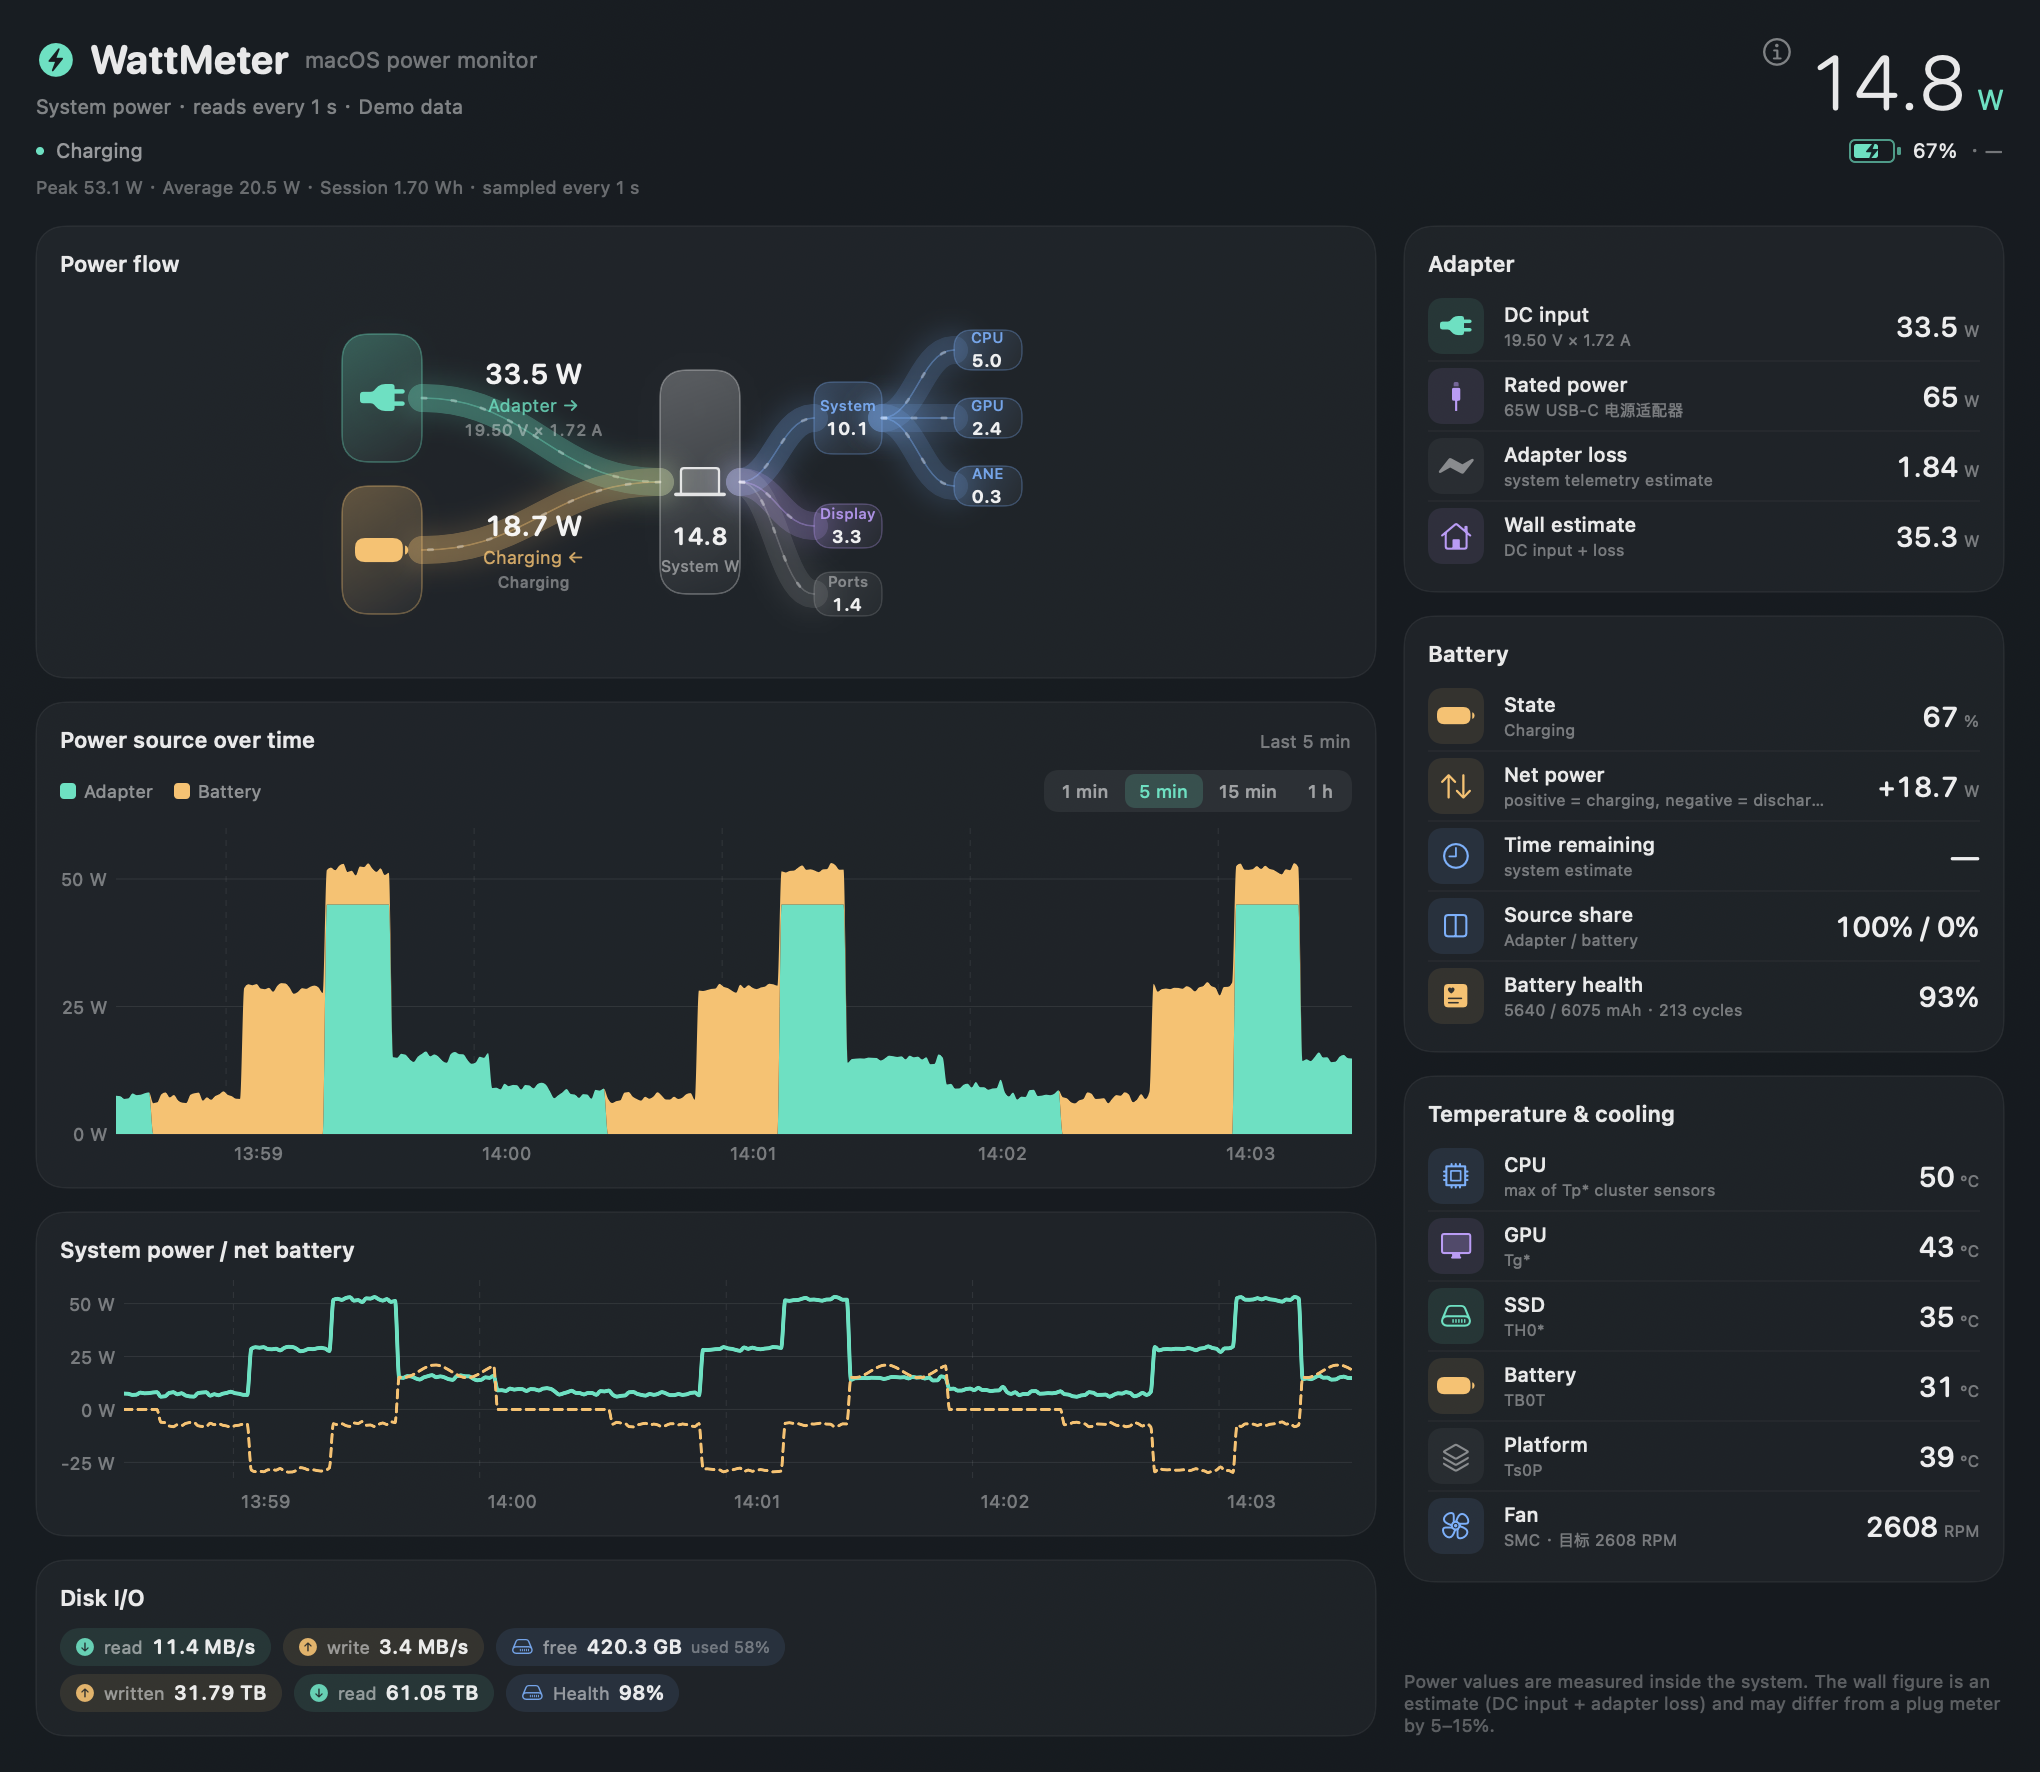 WattMeter macOS power monitor
System power · reads every 1 s · Demo data
Charging
Peak 53.1 W · Average 20.5 W · Session 1.70 Wh · sampled every 1 s
14.8 W
67% · —
Power flow
33.5 W
Adapter →
19.50 V × 1.72 A
18.7 W
Charging ←
Charging
14.8
System W
System
10.1
Display
3.3
Ports
1.4
CPU
5.0
GPU
2.4
ANE
0.3
Power source over time
Last 5 min
Adapter Battery
1 min 5 min 15 min 1 h
50 W
25 W
0 W
13:59 14:00 14:01 14:02 14:03
System power / net battery
50 W
25 W
0 W
-25 W
13:59 14:00 14:01 14:02 14:03
Disk I/O
read 11.4 MB/s write 3.4 MB/s free 420.3 GB used 58%
written 31.79 TB read 61.05 TB Health 98%
Adapter
DC input
19.50 V × 1.72 A
33.5 W
Rated power
65W USB-C 电源适配器
65 W
Adapter loss
system telemetry estimate
1.84 W
Wall estimate
DC input + loss
35.3 W
Battery
State
Charging
67 %
Net power
positive = charging, negative = dischar...
+18.7 W
Time remaining
system estimate
—
Source share
Adapter / battery
100% / 0%
Battery health
5640 / 6075 mAh · 213 cycles
93%
Temperature & cooling
CPU
max of Tp* cluster sensors
50 °C
GPU
Tg*
43 °C
SSD
TH0*
35 °C
Battery
TB0T
31 °C
Platform
Ts0P
39 °C
Fan
SMC · 目标 2608 RPM
2608 RPM
Power values are measured inside the system. The wall figure is an
estimate (DC input + adapter loss) and may differ from a plug meter
by 5–15%.